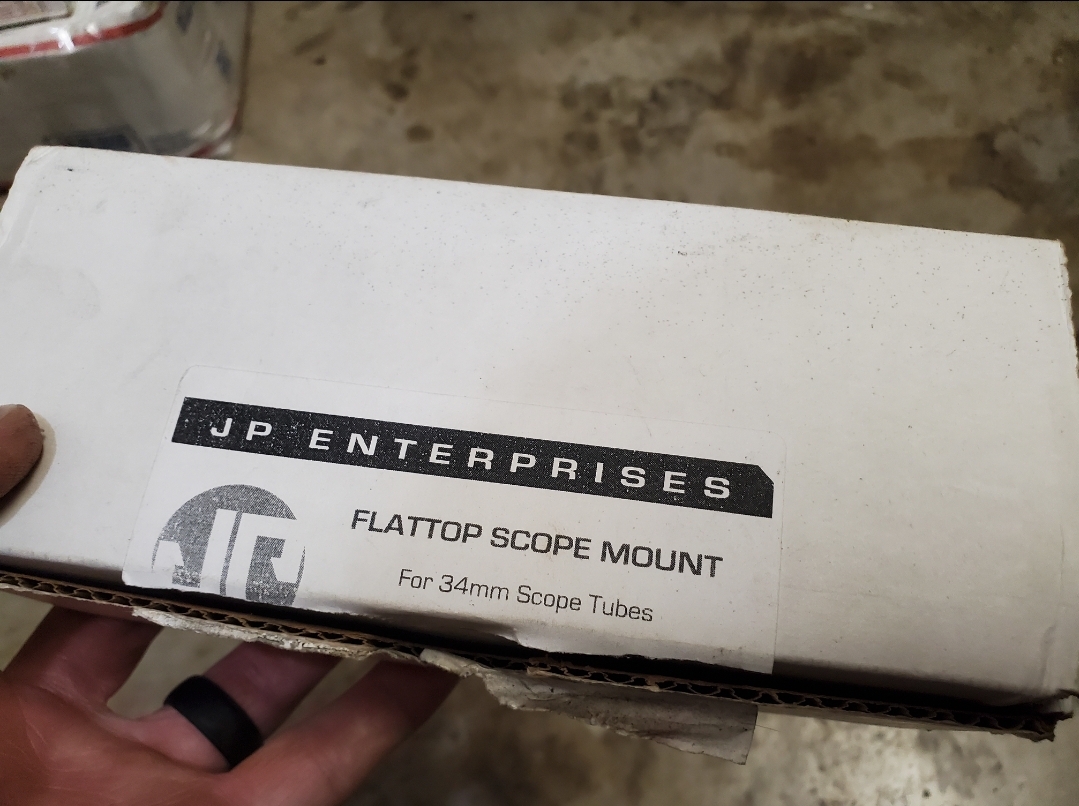 JP ENTERPRISES
FLATTOP SCOPE MOUNT
For 34mm Scope Tubes